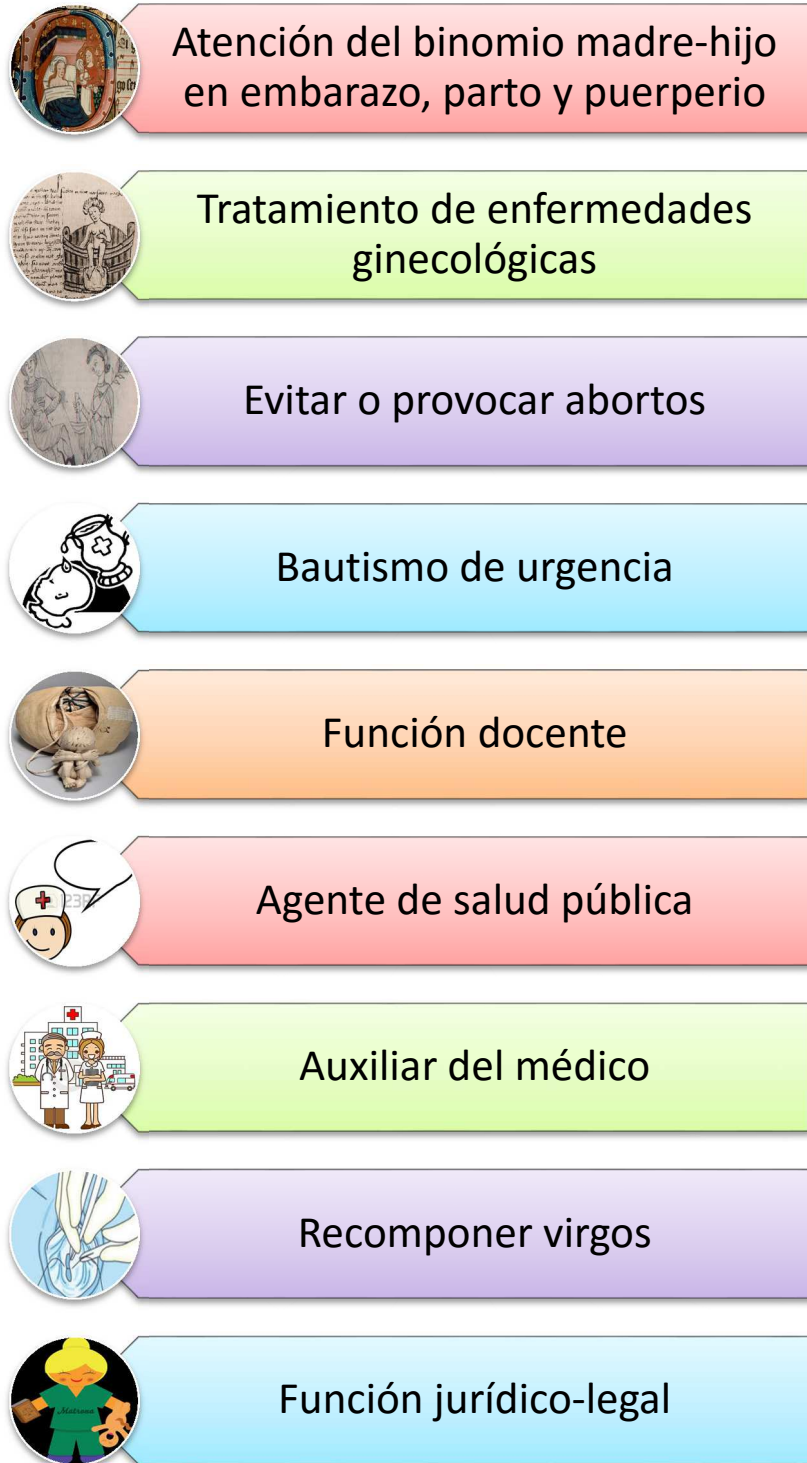 Atención del binomio madre-hijo
en embarazo, parto y puerperio
Tratamiento de enfermedades
ginecológicas
Evitar o provocar abortos
Bautismo de urgencia
Función docente
Agente de salud pública
Auxiliar del médico
Recomponer virgos
Matrona
Función jurídico-legal